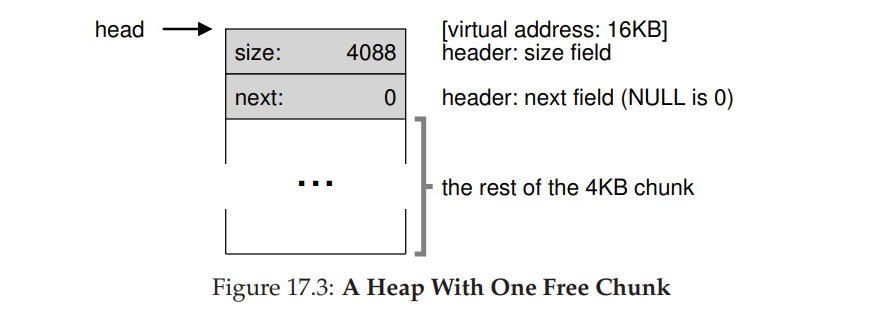 head
[virtual address: 16KB]
size: 4088
header: size field
next: 0
header: next field (NULL is 0)
...
the rest of the 4KB chunk
Figure 17.3: A Heap With One Free Chunk